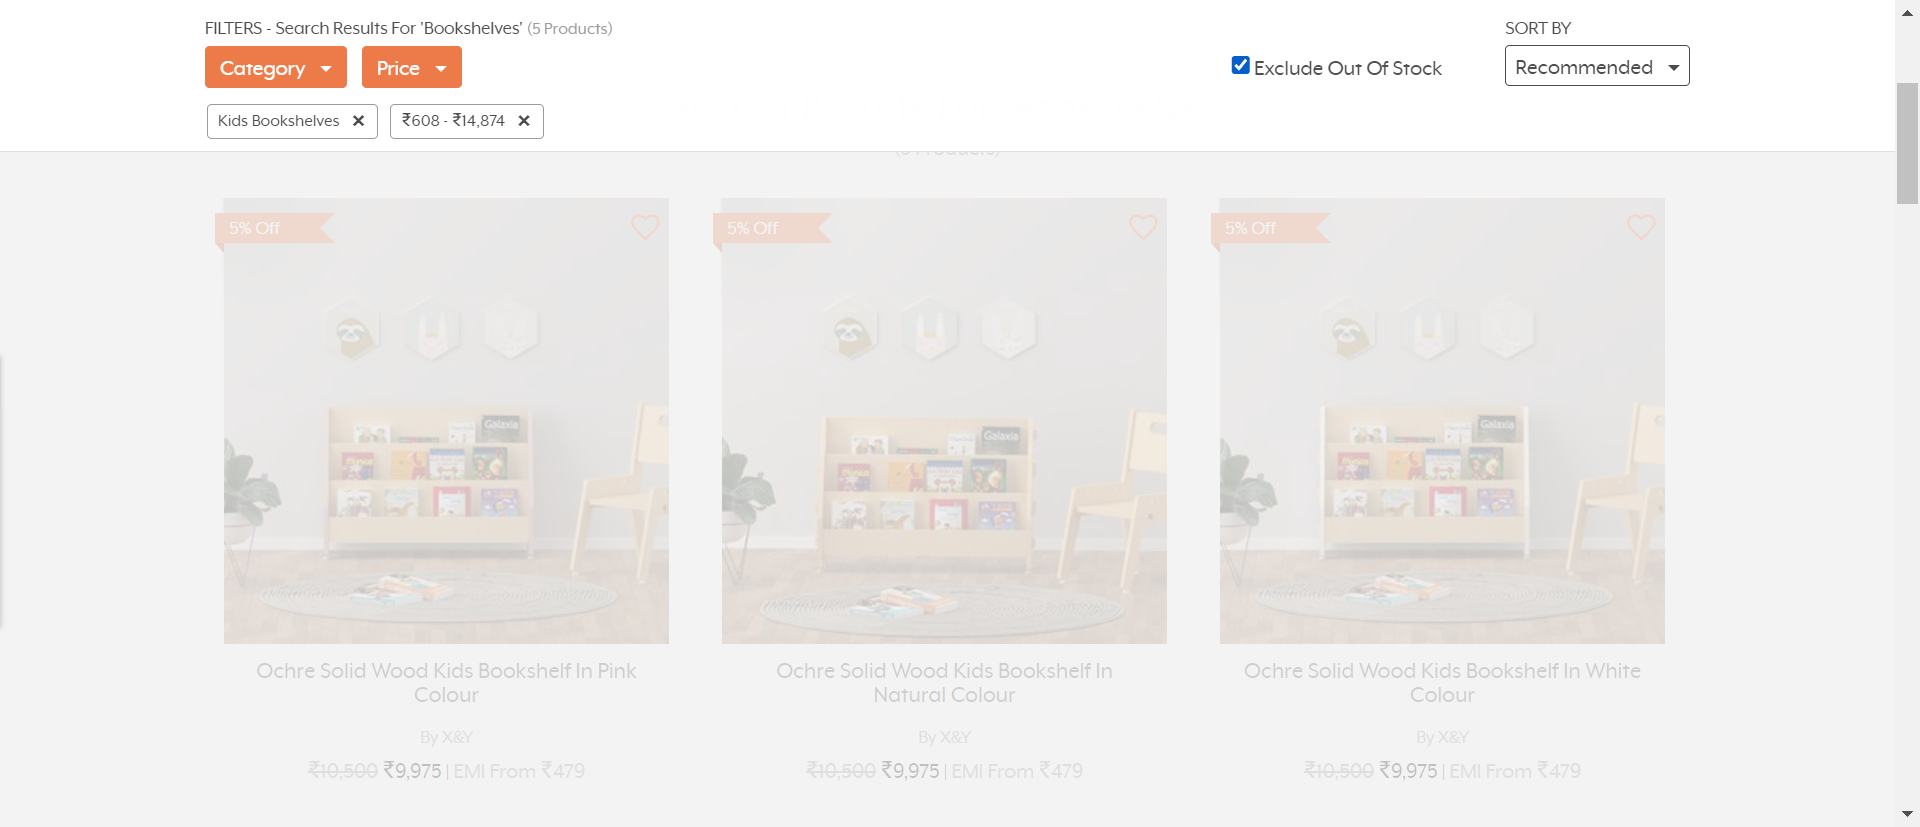 FILTERS - Search Results For 'Bookshelves' (5 Products)
SORT BY
Category
Price
Exclude Out Of Stock
Recommended
Kids Bookshelves
₹608 - ₹14,874
(5 Products)
5% Off
5% Off
5% Off
Galaxia
Galaxia
Galaxia
Ochre Solid Wood Kids Bookshelf In Pink
Colour
By X&Y
₹10,500 ₹9,975 | EMI From ₹479
Ochre Solid Wood Kids Bookshelf In
Natural Colour
By X&Y
₹10,500 ₹9,975 | EMI From ₹479
Ochre Solid Wood Kids Bookshelf In White
Colour
By X&Y
₹10,500 ₹9,975 | EMI From ₹479